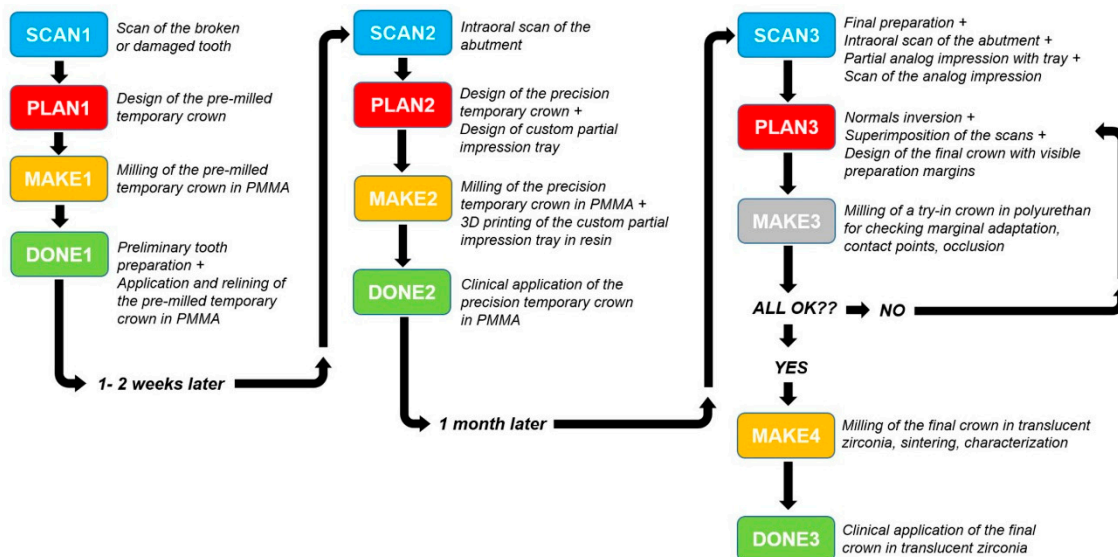 SCAN1
Scan of the broken
or damaged tooth
PLAN1
Design of the pre-milled
temporary crown
MAKE1
Milling of the pre-milled
temporary crown in PMMA
DONE1
Preliminary tooth
preparation +
Application and relining of
the pre-milled temporary
crown in PMMA
1- 2 weeks later
SCAN2
Intraoral scan of the
abutment
PLAN2
Design of the precision
temporary crown +
Design of custom partial
impression tray
MAKE2
Milling of the precision
temporary crown in PMMA +
3D printing of the custom partial
impression tray in resin
DONE2
Clinical application of the
precision temporary crown
in PMMA
1 month later
SCAN3
Final preparation +
Intraoral scan of the abutment +
Partial analog impression with tray +
Scan of the analog impression
PLAN3
Normals inversion +
Superimposition of the scans +
Design of the final crown with visible
preparation margins
MAKE3
Milling of a try-in crown in polyurethan
for checking marginal adaptation,
contact points, occlusion
ALL OK??
NO
YES
MAKE4
Milling of the final crown in translucent
zirconia, sintering, characterization
DONE3
Clinical application of the final
crown in translucent zirconia